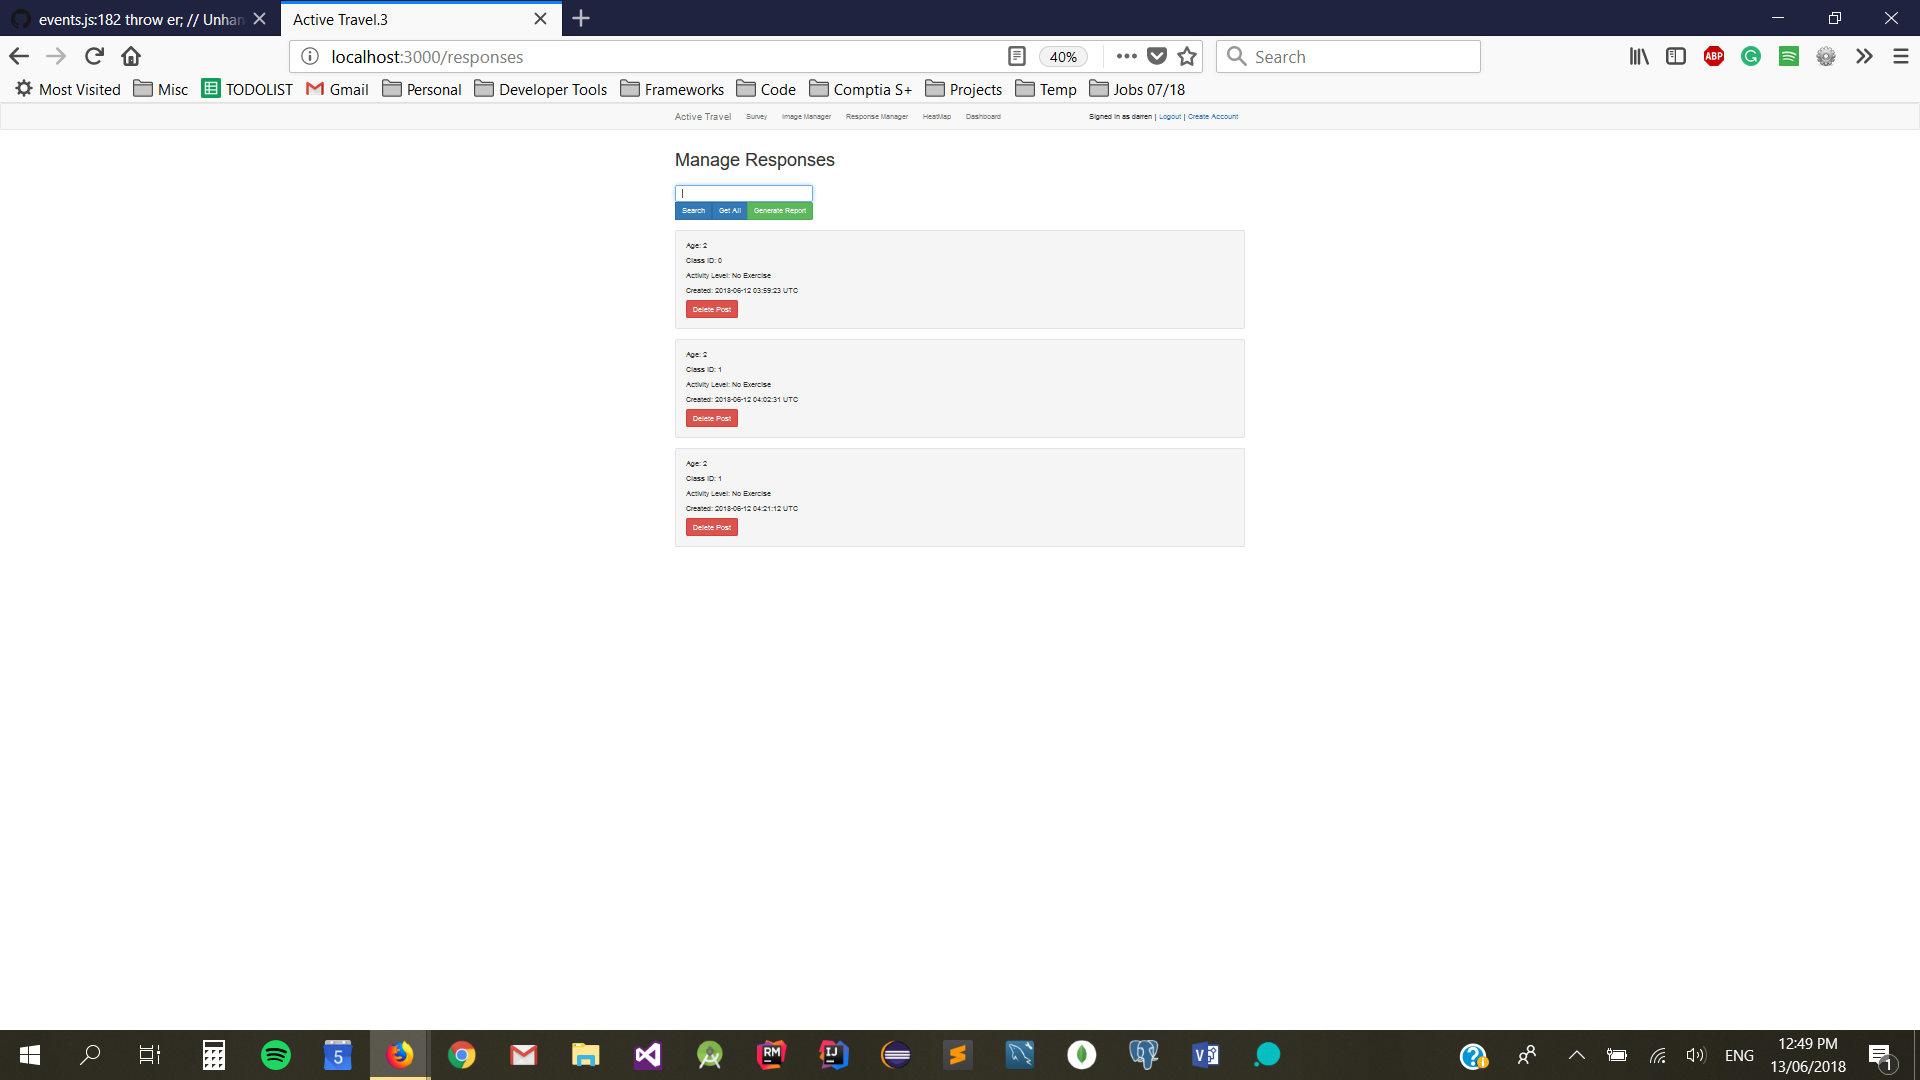 events.js:182 throw er; // Unhan
Active Travel.3
localhost:3000/responses
40%
Search
Most Visited
Misc
TODOLIST
Gmail
Personal
Developer Tools
Frameworks
Code
Comptia S+
Projects
Temp
Jobs 07/18
Active Travel
Survey
Image Manager
Response Manager
HeatMap
Dashboard
Signed in as darren | Logout | Create Account
Manage Responses
Search
Get All
Generate Report
Age: 2
Class ID: 0
Activity Level: No Exercise
Created: 2018-06-12 03:59:23 UTC
Delete Post
Age: 2
Class ID: 1
Activity Level: No Exercise
Created: 2018-06-12 04:02:31 UTC
Delete Post
Age: 2
Class ID: 1
Activity Level: No Exercise
Created: 2018-06-12 04:21:12 UTC
Delete Post
ENG
12:49 PM
13/06/2018
1